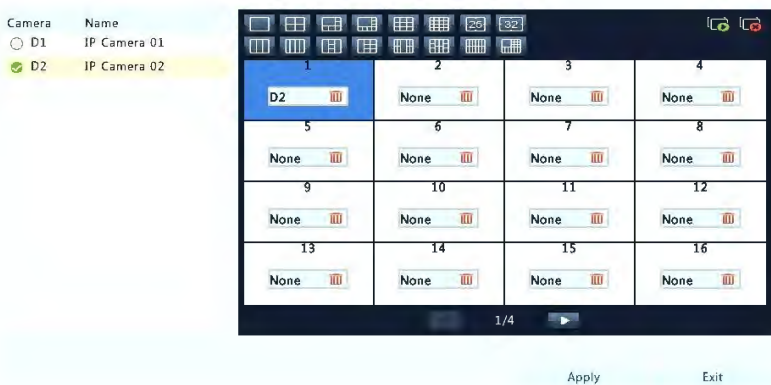 Camera Name
D1 IP Camera 01
D2 IP Camera 02
25 32
1 2 3 4
D2 None None None
5 6 7 8
None None None None
9 10 11 12
None None None None
13 14 15 16
None None None None
1/4
Apply Exit